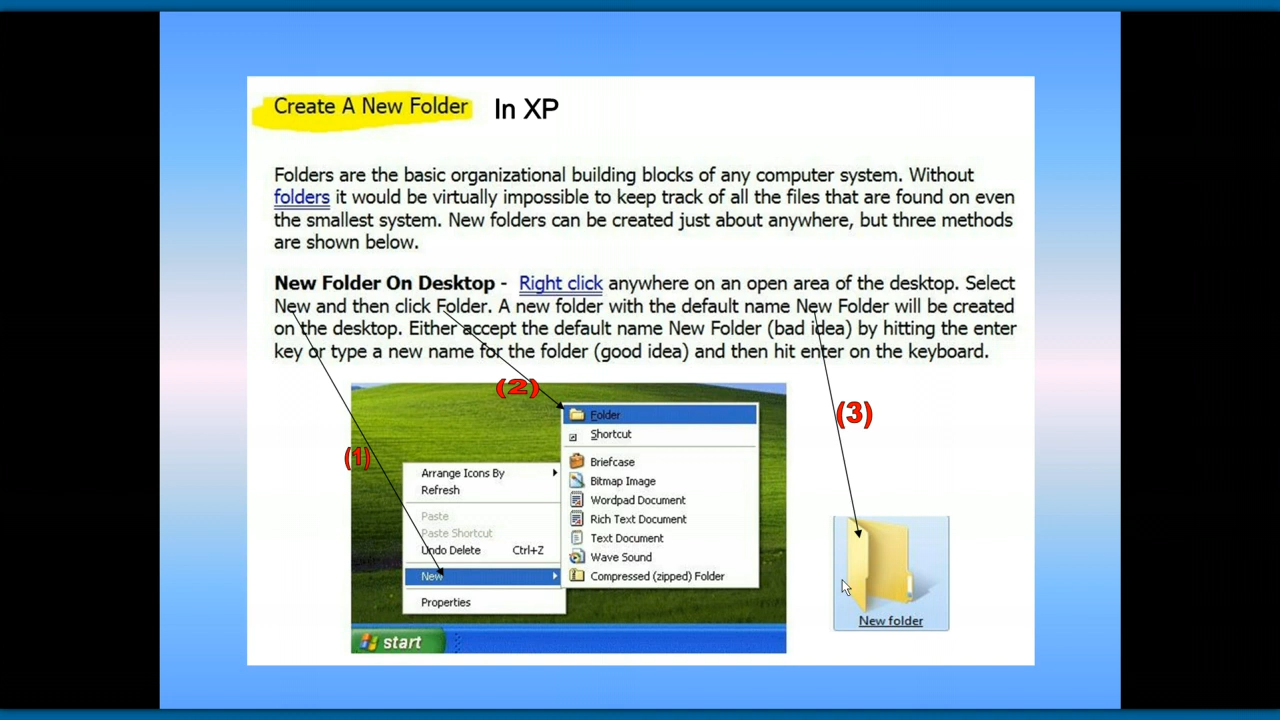 Create A New Folder In XP
Folders are the basic organizational building blocks of any computer system. Without
folders it would be virtually impossible to keep track of all the files that are found on even
the smallest system. New folders can be created just about anywhere, but three methods
are shown below.
New Folder On Desktop - Right click anywhere on an open area of the desktop. Select
New and then click Folder. A new folder with the default name New Folder will be created
on the desktop. Either accept the default name New Folder (bad idea) by hitting the enter
key or type a new name for the folder (good idea) and then hit enter on the keyboard.
(1)
(2)
(3)
Arrange Icons By
Refresh
Paste
Paste Shortcut
Undo Delete Ctrl+Z
New
Properties
Folder
Shortcut
Briefcase
Bitmap Image
Wordpad Document
Rich Text Document
Text Document
Wave Sound
Compressed (zipped) Folder
start
New folder